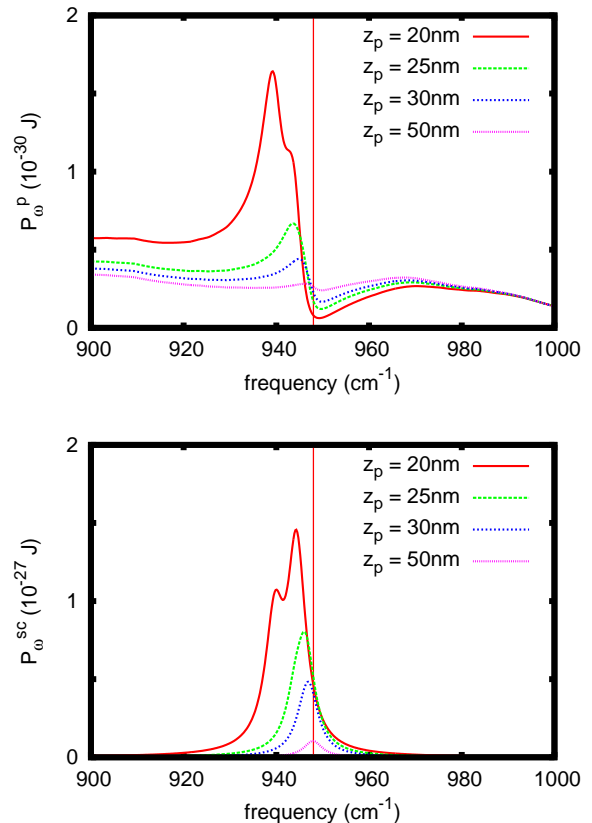 2
1
0
P_ω^p (10^-30 J)
z_p = 20nm
z_p = 25nm
z_p = 30nm
z_p = 50nm
900 920 940 960 980 1000
frequency (cm^-1)
2
1
0
P_ω^sc (10^-27 J)
z_p = 20nm
z_p = 25nm
z_p = 30nm
z_p = 50nm
900 920 940 960 980 1000
frequency (cm^-1)